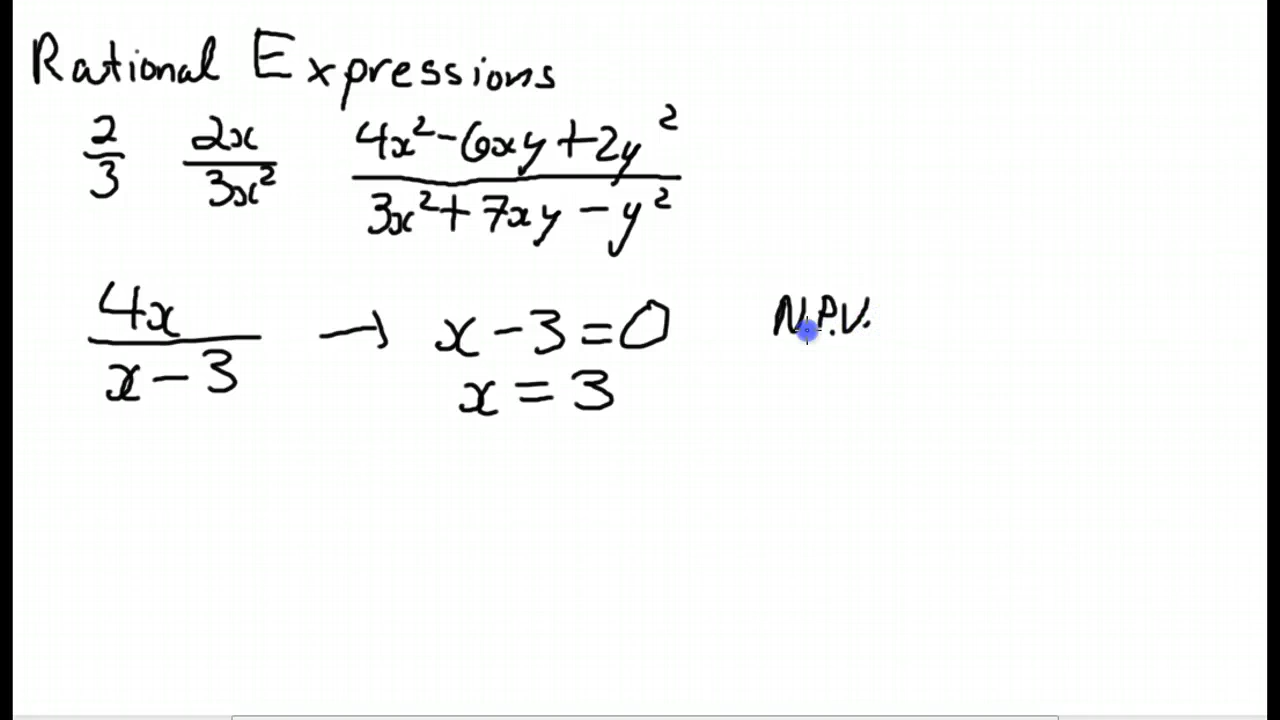 Rational Expressions
2/3 2x/3x² (4x²-6xy+2y²)/(3x²+7xy-y²)
4x/(x-3) → x-3=0 N.P.V.
x=3